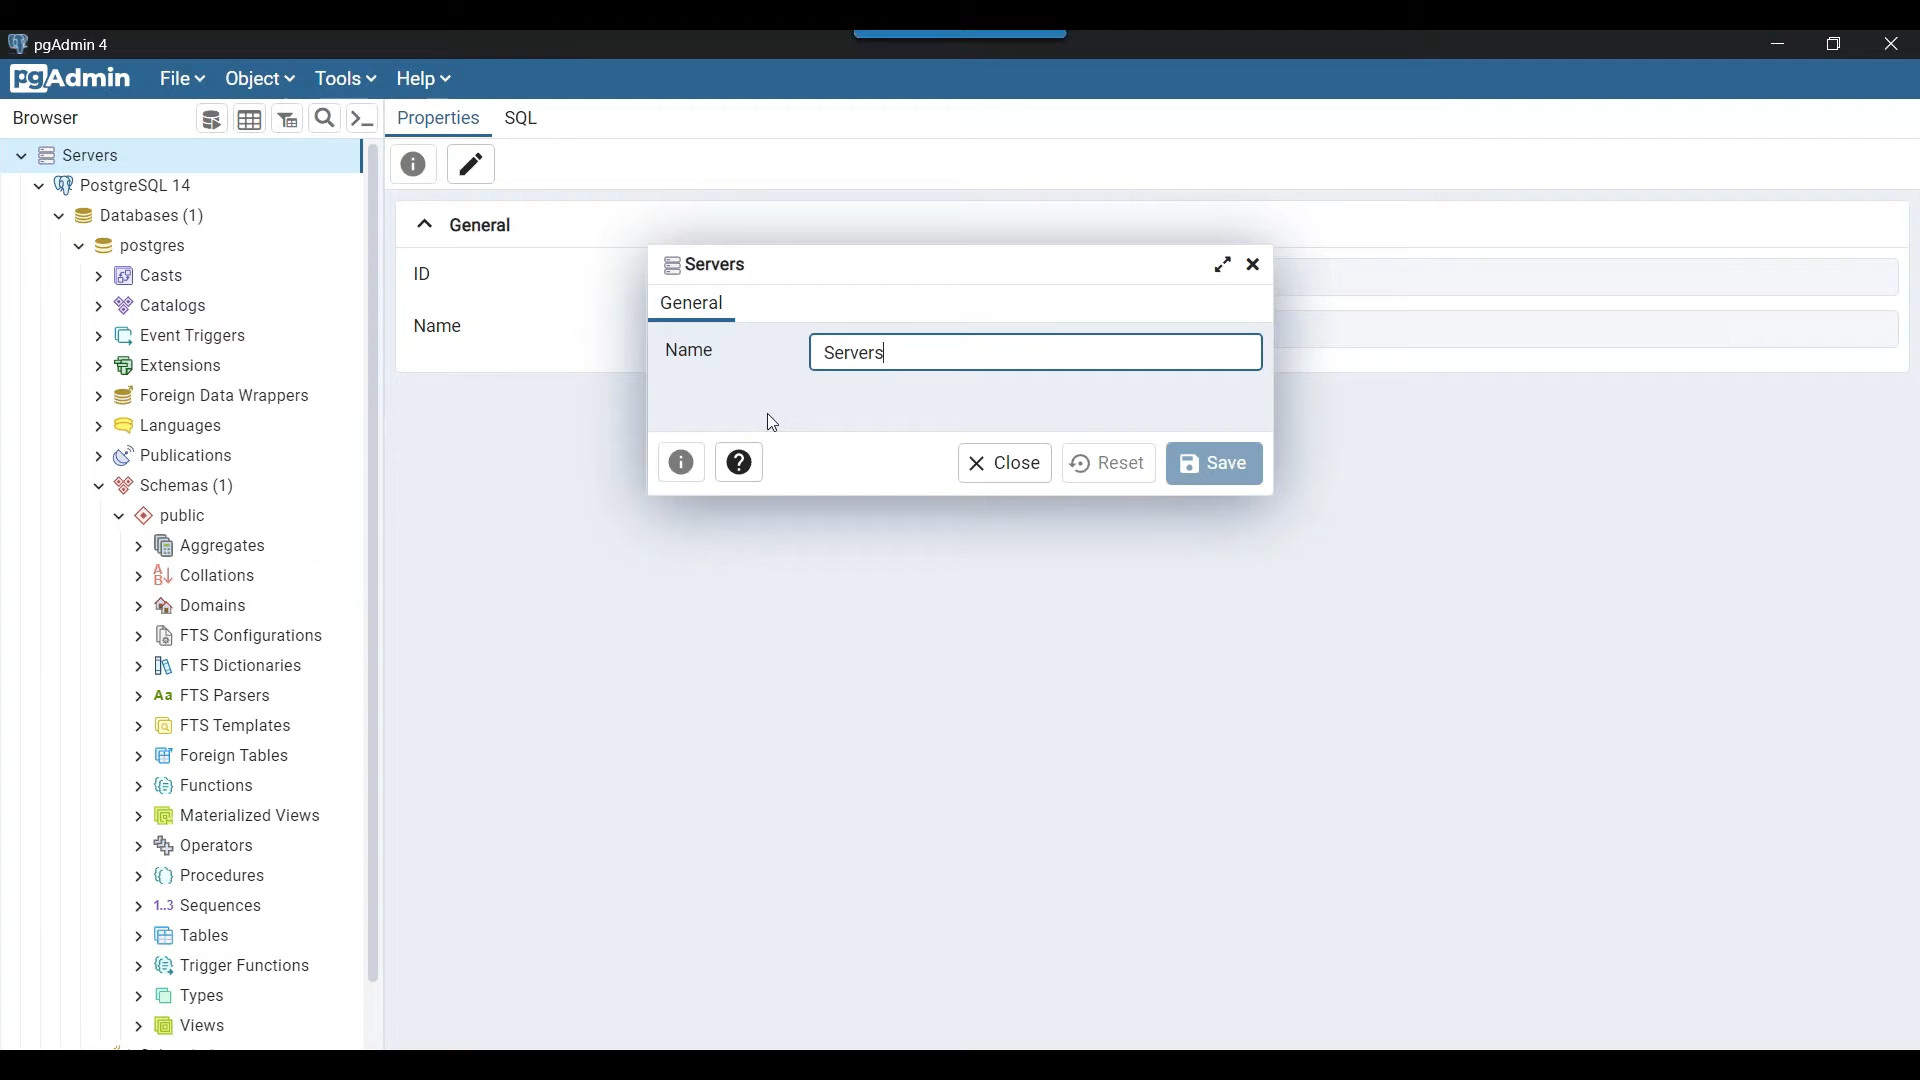 pgAdmin 4
pgAdmin File Object Tools Help
Browser
Properties SQL
Servers
PostgreSQL 14
Databases (1)
postgres
Casts
Catalogs
Event Triggers
Extensions
Foreign Data Wrappers
Languages
Publications
Schemas (1)
public
Aggregates
Collations
Domains
FTS Configurations
FTS Dictionaries
Aa FTS Parsers
FTS Templates
Foreign Tables
Functions
Materialized Views
Operators
Procedures
1..3 Sequences
Tables
Trigger Functions
Types
Views
General
ID
Name
Servers
General
Name Servers
Close Reset Save